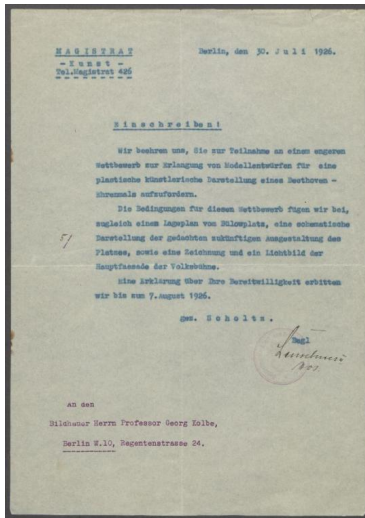 MAGISTRAT
- Kunst -
Tel.Magistrat 426
Berlin, den 30. Juli 1926.
Einschreiben!
Wir beehren uns, Sie zur Teilnahme an einem engeren
Wettbewerb zur Erlangung von Modellentwürfen für eine
plastische künstlerische Darstellung eines Beethoven -
Ehrenmals aufzufordern.
Die Bedingungen für diesen Wettbewerb fügen wir bei,
zugleich einen Lageplan vom Bülowplatz, eine schematische
Darstellung der gedachten zukünftigen Ausgestaltung des
Platzes, sowie eine Zeichnung und ein Lichtbild der
Hauptfassade der Volksbühne.
Eine Erklärung über Ihre Bereitwilligkeit erbitten
wir bis zum 7.August 1926.
gez. Scholtz.
An den
Bildhauer Herrn Professor Georg Kolbe,
Berlin W.10, Regentenstrasse 24.